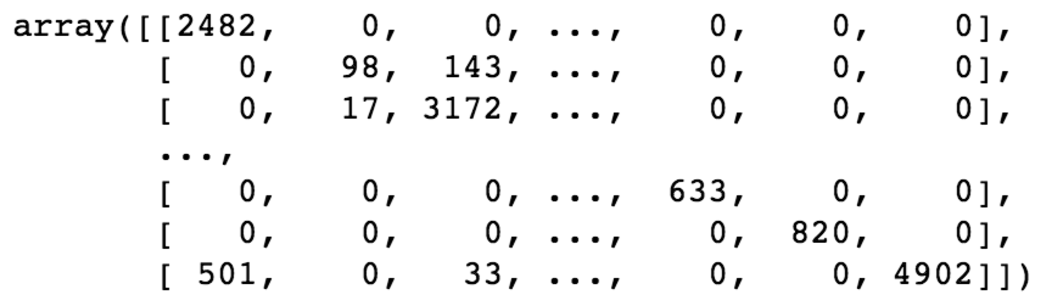 array([[2482,    0,    0, ...,    0,    0,    0],
       [   0,   98,  143, ...,    0,    0,    0],
       [   0,   17, 3172, ...,    0,    0,    0],
       ...,
       [   0,    0,    0, ...,  633,    0,    0],
       [   0,    0,    0, ...,    0,  820,    0],
       [ 501,    0,   33, ...,    0,    0, 4902]])